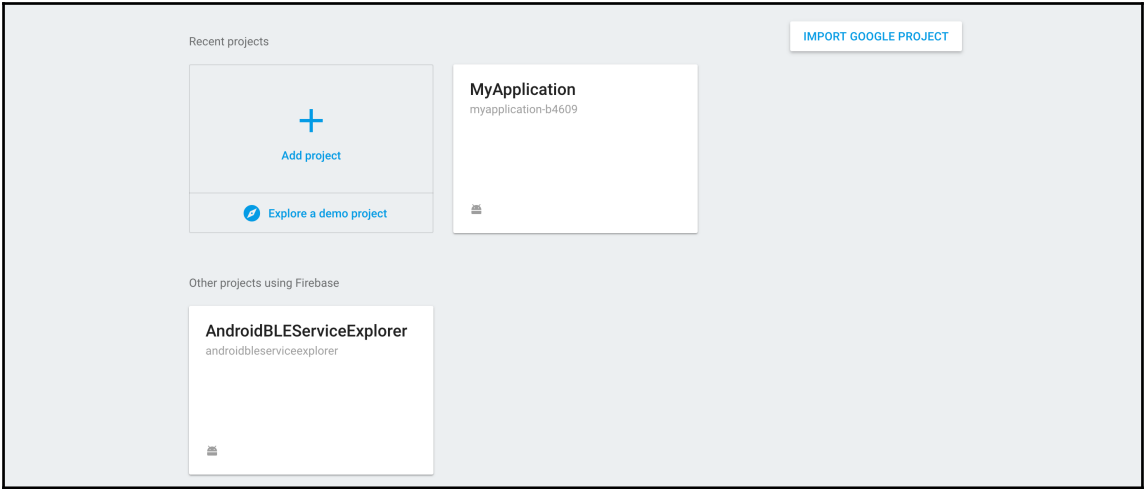 Recent projects
IMPORT GOOGLE PROJECT
Add project
Explore a demo project
MyApplication
myapplication-b4609
Other projects using Firebase
AndroidBLEServiceExplorer
androidbleserviceexplorer